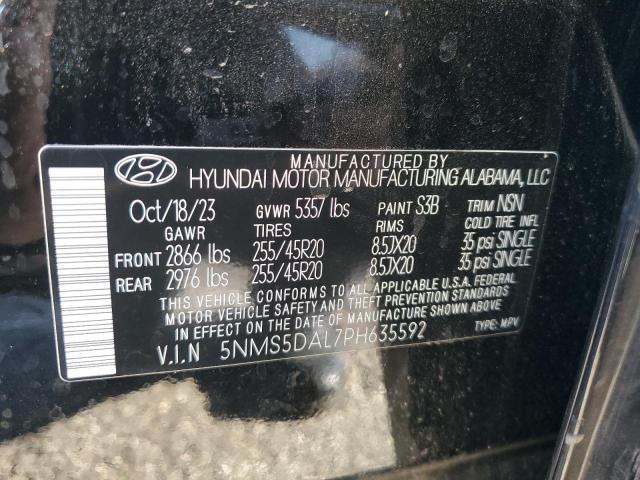 MANUFACTURED BY
HYUNDAI MOTOR MANUFACTURING ALABAMA, LLC
Oct/18/23 GVWR 5357 lbs PAINT S3B TRIM NSN
GAWR TIRES RIMS COLD TIRE INFL
FRONT 2866 lbs 255/45R20 8.5JX20 35 psi SINGLE
REAR 2976 lbs 255/45R20 8.5JX20 35 psi SINGLE
THIS VEHICLE CONFORMS TO ALL APPLICABLE U.S.A. FEDERAL
MOTOR VEHICLE SAFETY AND THEFT PREVENTION STANDARDS
IN EFFECT ON THE DATE OF MANUFACTURE SHOWN ABOVE.
V.I.N 5NMS5DAL7PH635592 TYPE: MPV